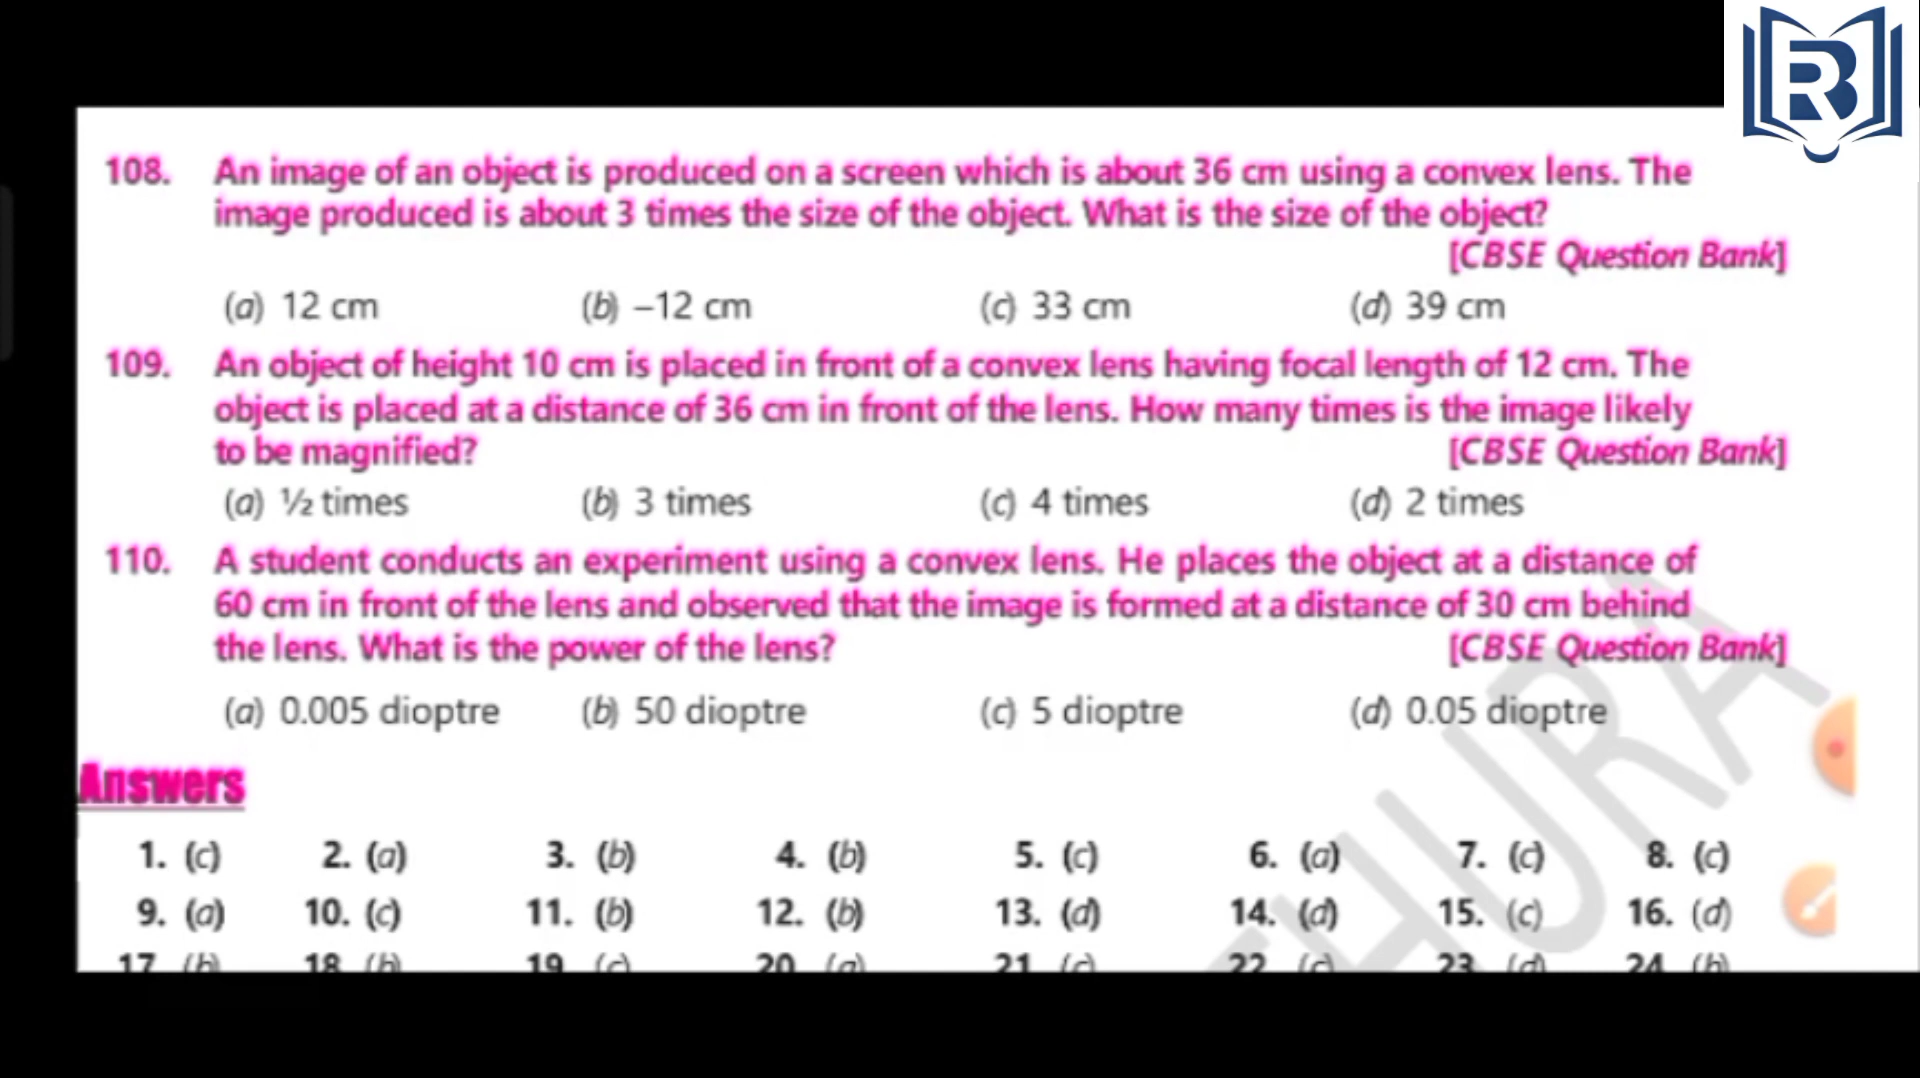 108. An image of an object is produced on a screen which is about 36 cm using a convex lens. The
image produced is about 3 times the size of the object. What is the size of the object?
[CBSE Question Bank]
(a) 12 cm (b) –12 cm (c) 33 cm (d) 39 cm
109. An object of height 10 cm is placed in front of a convex lens having focal length of 12 cm. The
object is placed at a distance of 36 cm in front of the lens. How many times is the image likely
to be magnified? [CBSE Question Bank]
(a) ½ times (b) 3 times (c) 4 times (d) 2 times
110. A student conducts an experiment using a convex lens. He places the object at a distance of
60 cm in front of the lens and observed that the image is formed at a distance of 30 cm behind
the lens. What is the power of the lens? [CBSE Question Bank]
(a) 0.005 dioptre (b) 50 dioptre (c) 5 dioptre (d) 0.05 dioptre
Answers
1. (c) 2. (a) 3. (b) 4. (b) 5. (c) 6. (a) 7. (c) 8. (c)
9. (a) 10. (c) 11. (b) 12. (b) 13. (d) 14. (d) 15. (c) 16. (d)
17 18 19 20 21 22 23 24